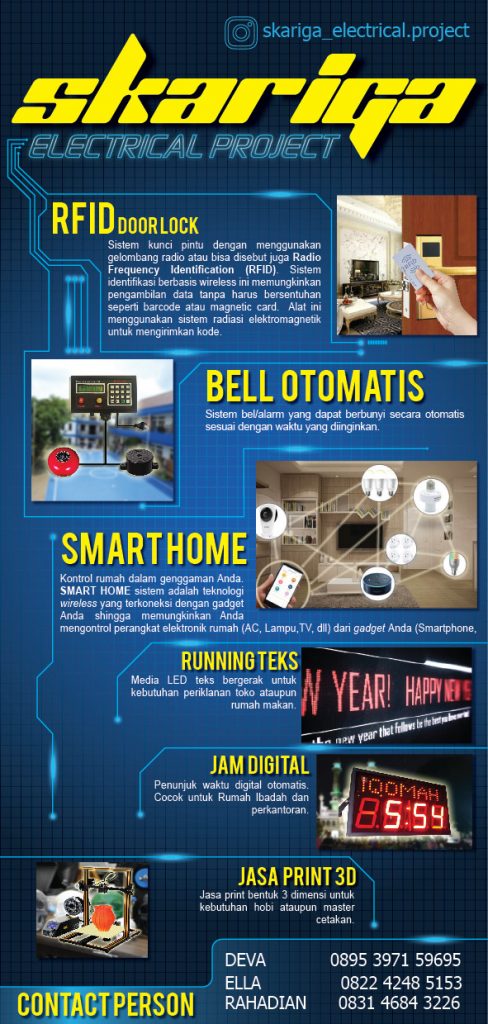 skariga_electrical.project
skariga
ELECTRICAL PROJECT
RFID DOOR LOCK
Sistem kunci pintu dengan menggunakan
gelombang radio atau bisa disebut juga Radio
Frequency Identification (RFID). Sistem
identifikasi berbasis wireless ini memungkinkan
pengambilan data tanpa harus bersentuhan
seperti barcode atau magnetic card. Alat ini
menggunakan sistem radiasi elektromagnetik
untuk mengirimkan kode.
BELL OTOMATIS
Sistem bel/alarm yang dapat berbunyi secara otomatis
sesuai dengan waktu yang diinginkan.
SMART HOME
Kontrol rumah dalam genggaman Anda.
SMART HOME sistem adalah teknologi
wireless yang terkoneksi dengan gadget
Anda shingga memungkinkan Anda
mengontrol perangkat elektronik rumah (AC, Lampu,TV, dll) dari gadget Anda (Smartphone,
RUNNING TEKS
Media LED teks bergerak untuk
kebutuhan periklanan toko ataupun
rumah makan.
W YEAR! HAPPY NEW
the new year that follows be the best you have ever
JAM DIGITAL
Penunjuk waktu digital otomatis.
Cocok untuk Rumah Ibadah dan
perkantoran.
IQOMAH
8:5:54
JASA PRINT 3D
Jasa print bentuk 3 dimensi untuk
kebutuhan hobi ataupun master
cetakan.
CONTACT PERSON
DEVA 0895 3971 59695
ELLA 0822 4248 5153
RAHADIAN 0831 4684 3226